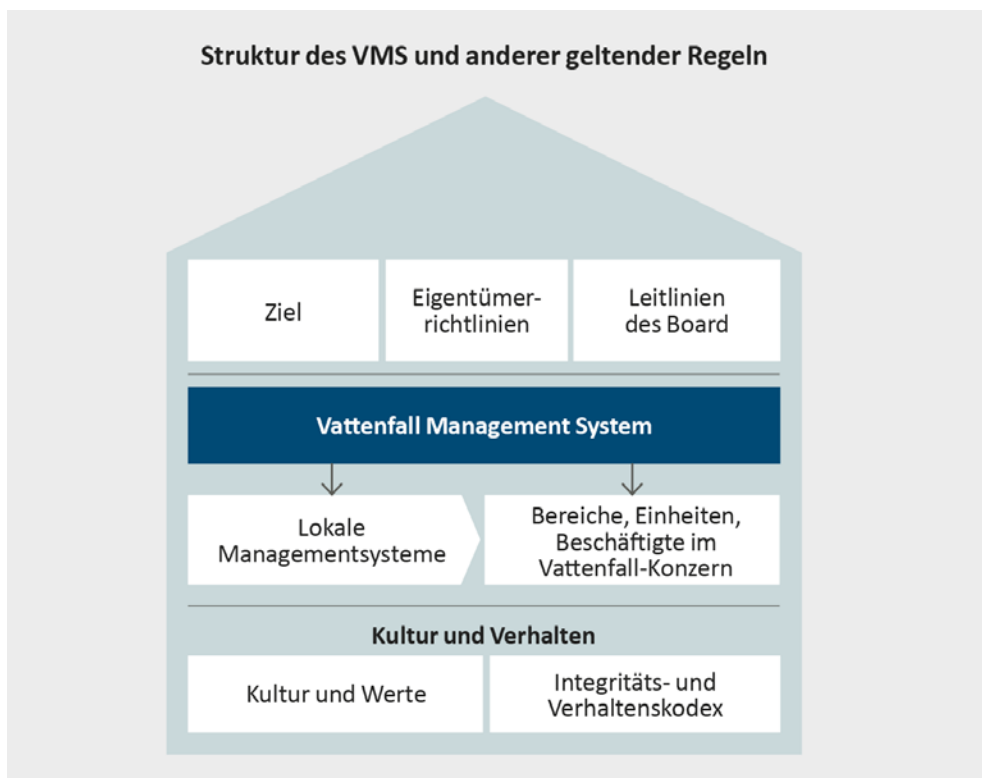 Struktur des VMS und anderer geltender Regeln
Ziel
Eigentümer-
richtlinien
Leitlinien
des Board
Vattenfall Management System
Lokale
Managementsysteme
Bereiche, Einheiten,
Beschäftigte im
Vattenfall-Konzern
Kultur und Verhalten
Kultur und Werte
Integritäts- und
Verhaltenskodex